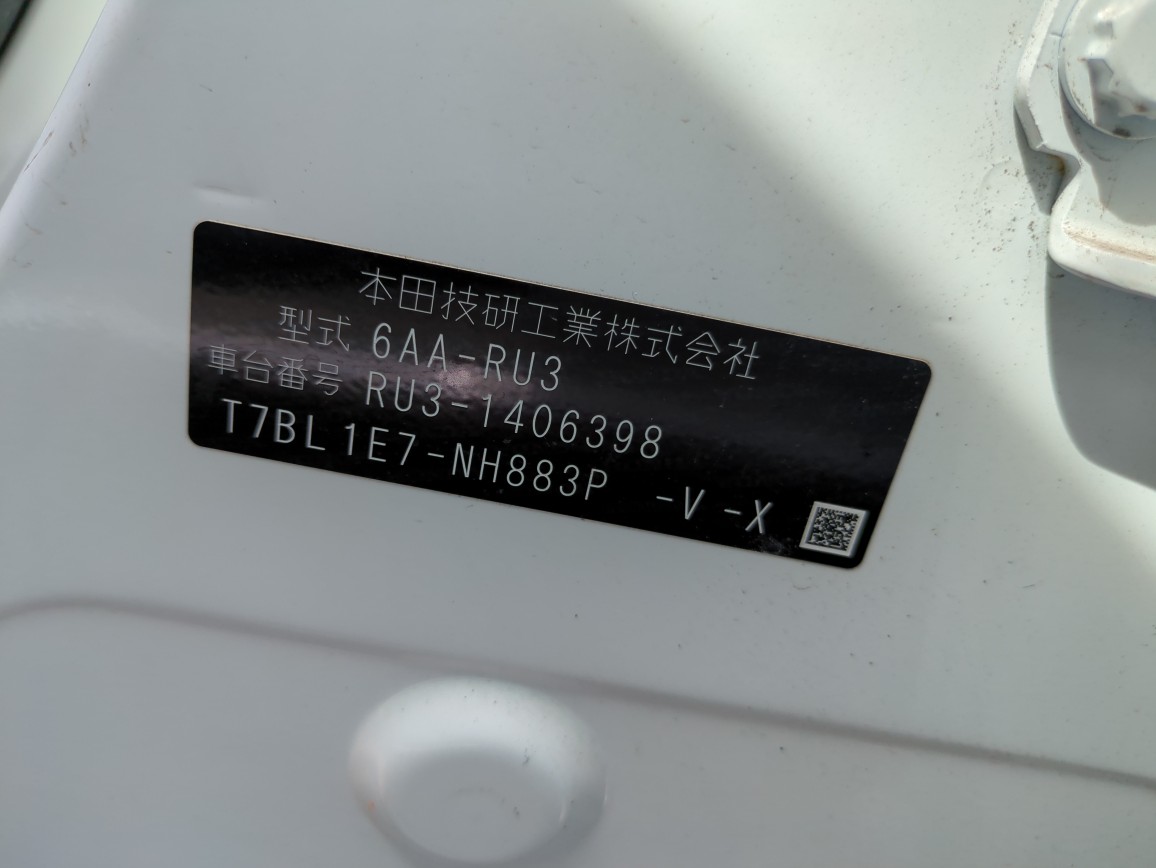 本田技研工業株式会社
型式 6AA-RU3
車台番号 RU3-1406398
T7BL1E7-NH883P -V-X